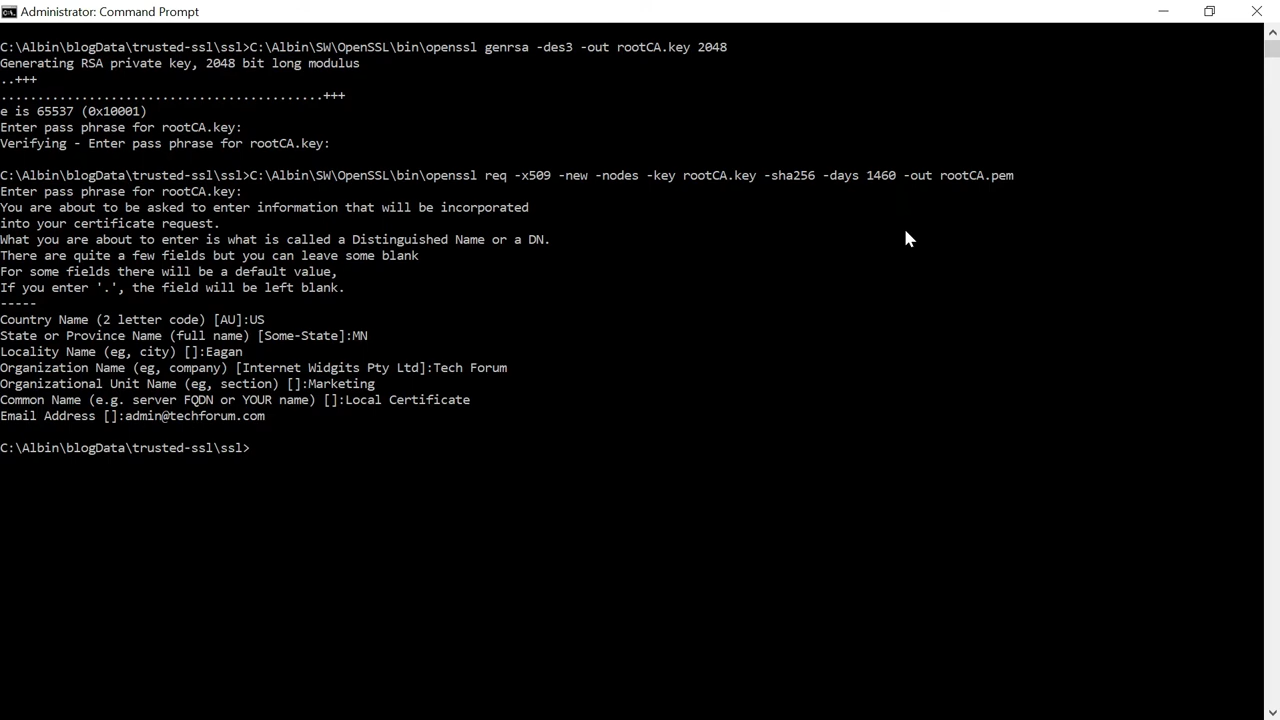 Administrator: Command Prompt
C:\Albin\blogData\trusted-ssl\ssl>C:\Albin\SW\OpenSSL\bin\openssl genrsa -des3 -out rootCA.key 2048
Generating RSA private key, 2048 bit long modulus
..+++
............................................+++
e is 65537 (0x10001)
Enter pass phrase for rootCA.key:
Verifying - Enter pass phrase for rootCA.key:
C:\Albin\blogData\trusted-ssl\ssl>C:\Albin\SW\OpenSSL\bin\openssl req -x509 -new -nodes -key rootCA.key -sha256 -days 1460 -out rootCA.pem
Enter pass phrase for rootCA.key:
You are about to be asked to enter information that will be incorporated
into your certificate request.
What you are about to enter is what is called a Distinguished Name or a DN.
There are quite a few fields but you can leave some blank
For some fields there will be a default value,
If you enter '.', the field will be left blank.
-----
Country Name (2 letter code) [AU]:US
State or Province Name (full name) [Some-State]:MN
Locality Name (eg, city) []:Eagan
Organization Name (eg, company) [Internet Widgits Pty Ltd]:Tech Forum
Organizational Unit Name (eg, section) []:Marketing
Common Name (e.g. server FQDN or YOUR name) []:Local Certificate
Email Address []:admin@techforum.com
C:\Albin\blogData\trusted-ssl\ssl>